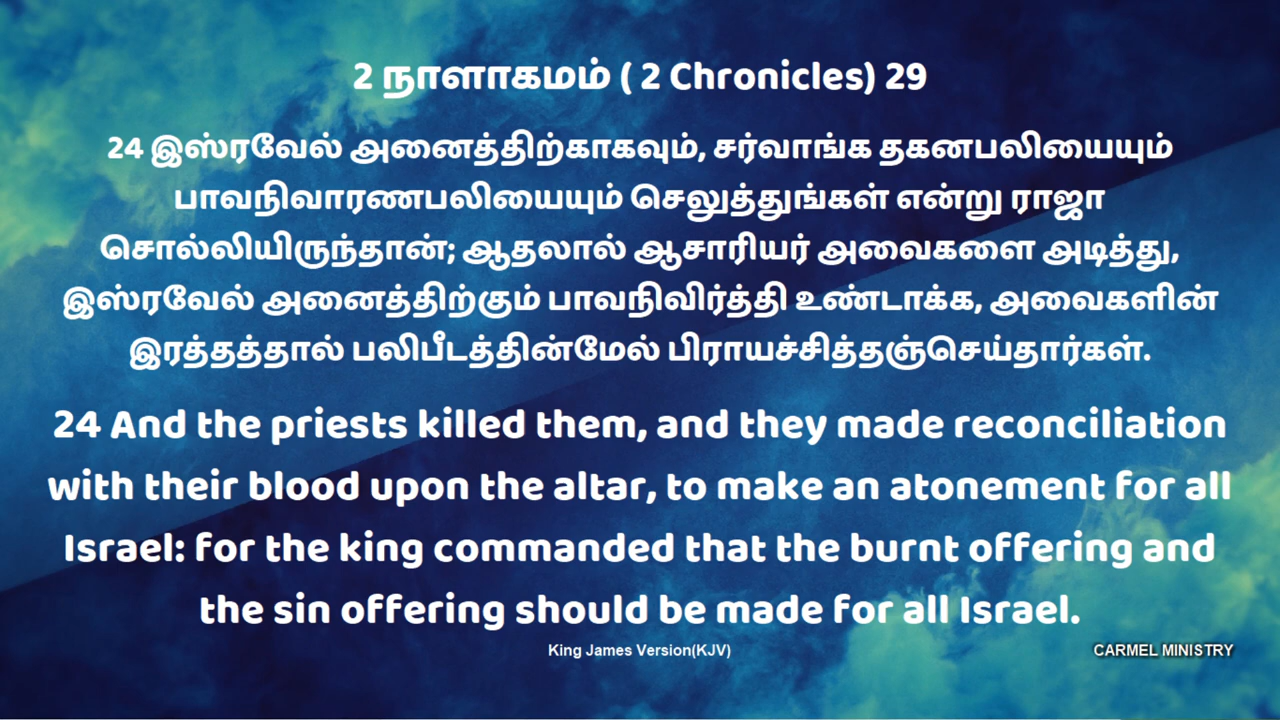 2 நாளாகமம் ( 2 Chronicles) 29
24 இஸ்ரவேல் அனைத்திற்காகவும், சர்வாங்க தகனபலியையும்
பாவநிவாரணபலியையும் செலுத்துங்கள் என்று ராஜா
சொல்லியிருந்தான்; ஆதலால் ஆசாரியர் அவைகளை அடித்து,
இஸ்ரவேல் அனைத்திற்கும் பாவநிவிர்த்தி உண்டாக்க, அவைகளின்
இரத்தத்தால் பலிபீடத்தின்மேல் பிராயச்சித்தஞ்செய்தார்கள்.
24 And the priests killed them, and they made reconciliation
with their blood upon the altar, to make an atonement for all
Israel: for the king commanded that the burnt offering and
the sin offering should be made for all Israel.
King James Version(KJV)
CARMEL MINISTRY